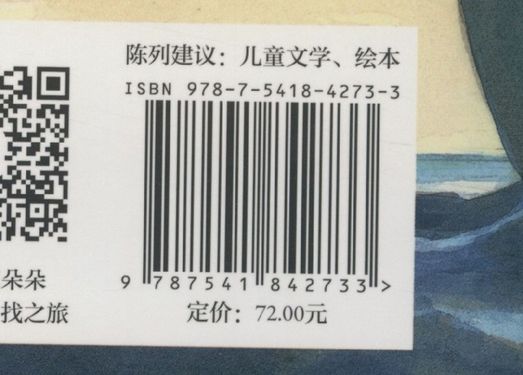 陈列建议：儿童文学、绘本
ISBN 978-7-5418-4273-3
9 787541 842733>
定价：72.00元
朵朵
找之旅